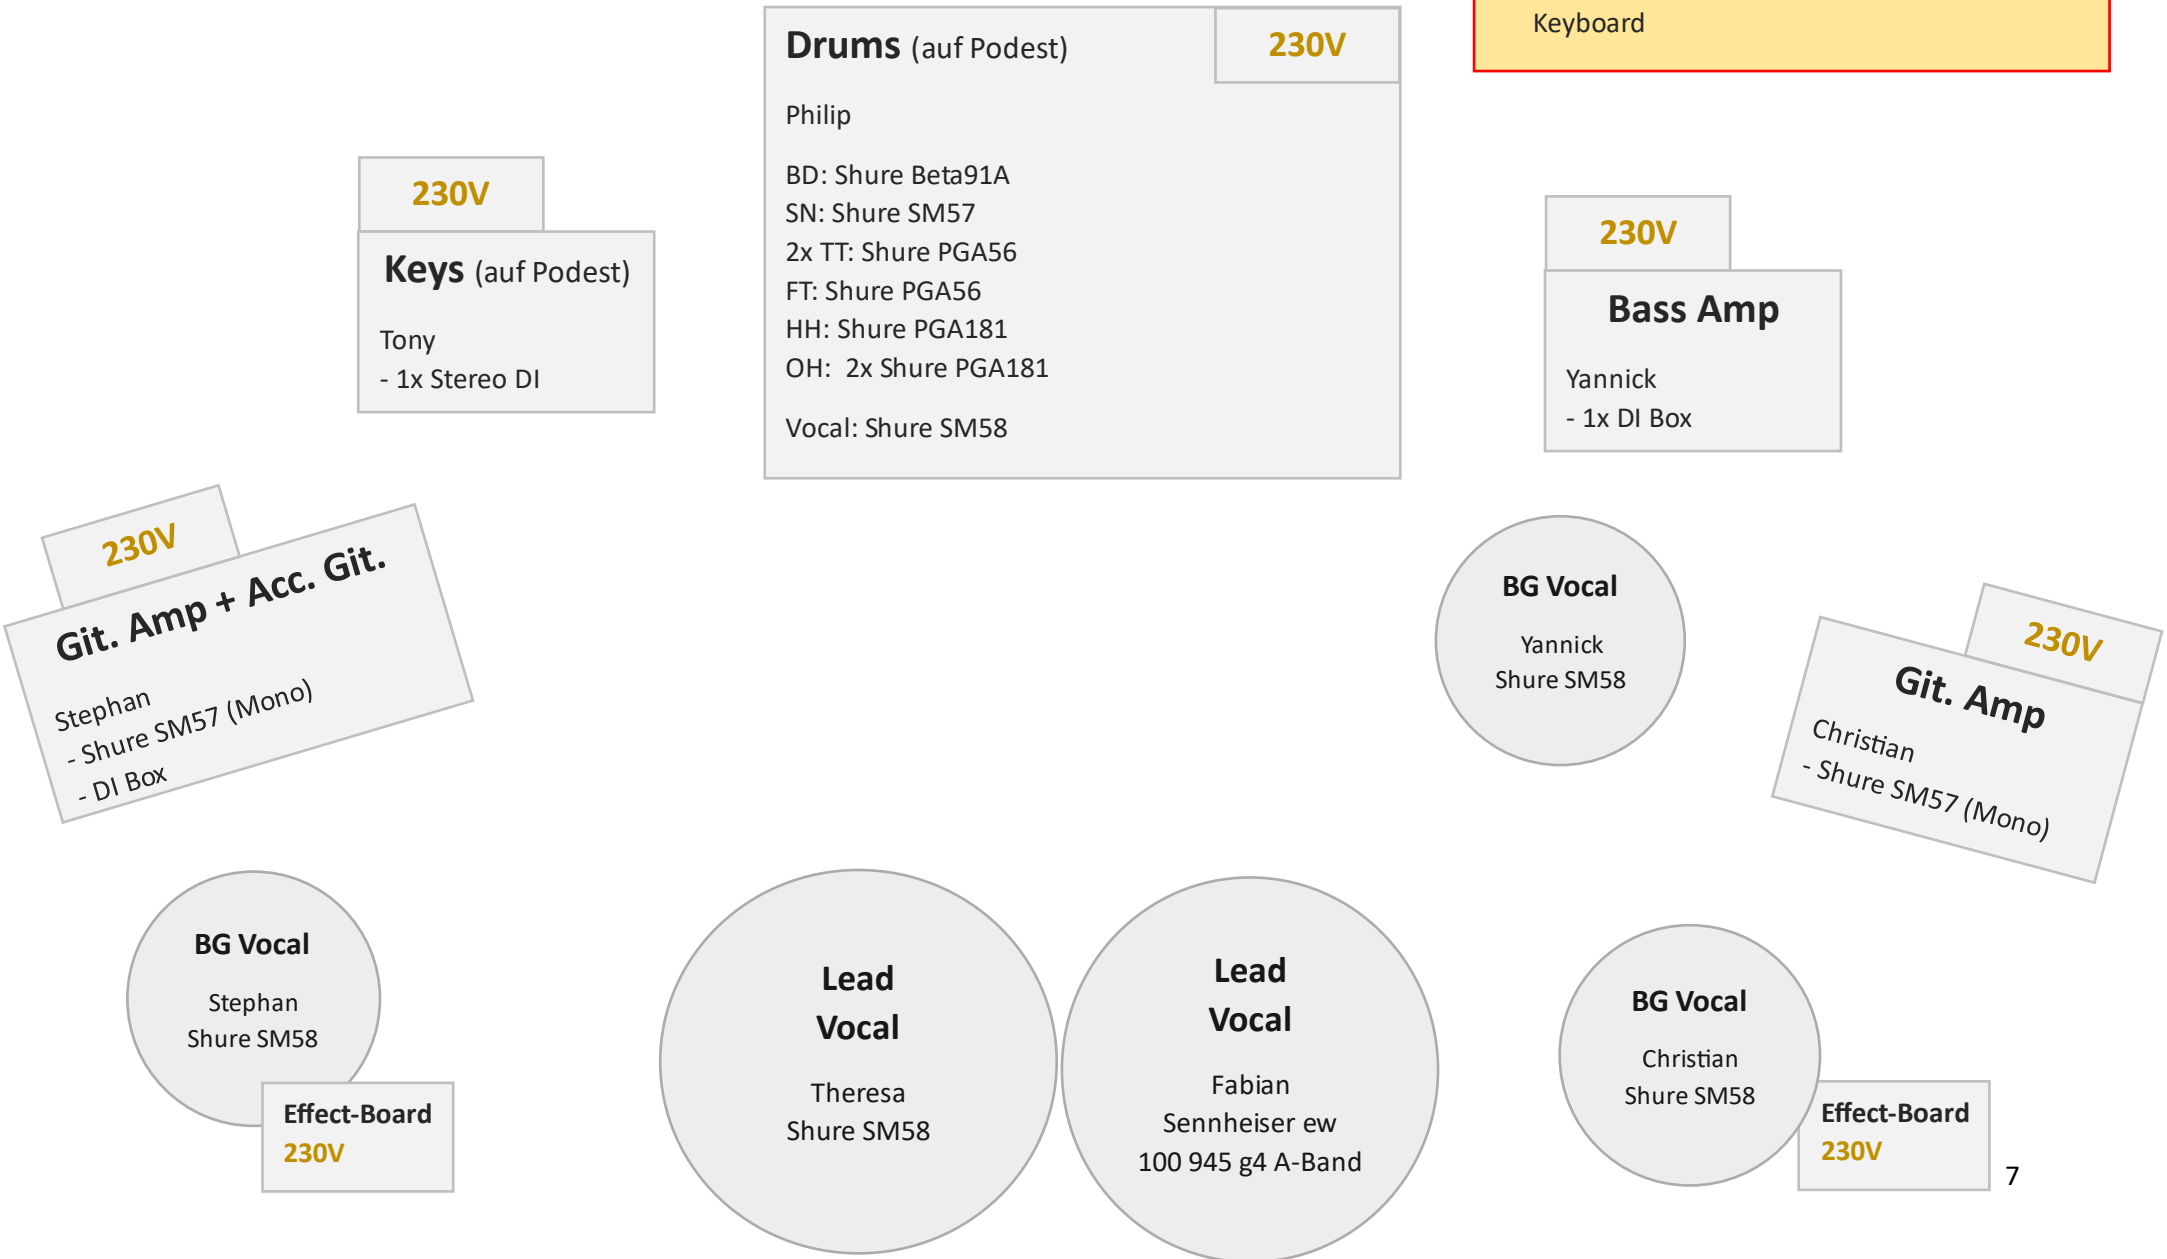 Keyboard
Drums (auf Podest)
230V
Philip
BD: Shure Beta91A
SN: Shure SM57
2x TT: Shure PGA56
FT: Shure PGA56
HH: Shure PGA181
OH:  2x Shure PGA181
Vocal: Shure SM58
230V
Keys (auf Podest)
Tony
- 1x Stereo DI
230V
Bass Amp
Yannick
- 1x DI Box
230V
Git. Amp + Acc. Git.
Stephan
- Shure SM57 (Mono)
- DI Box
BG Vocal
Yannick
Shure SM58
230V
Git. Amp
Christian
- Shure SM57 (Mono)
BG Vocal
Stephan
Shure SM58
Effect-Board
230V
Lead
Vocal
Theresa
Shure SM58
Lead
Vocal
Fabian
Sennheiser ew
100 945 g4 A-Band
BG Vocal
Christian
Shure SM58
Effect-Board
230V
7